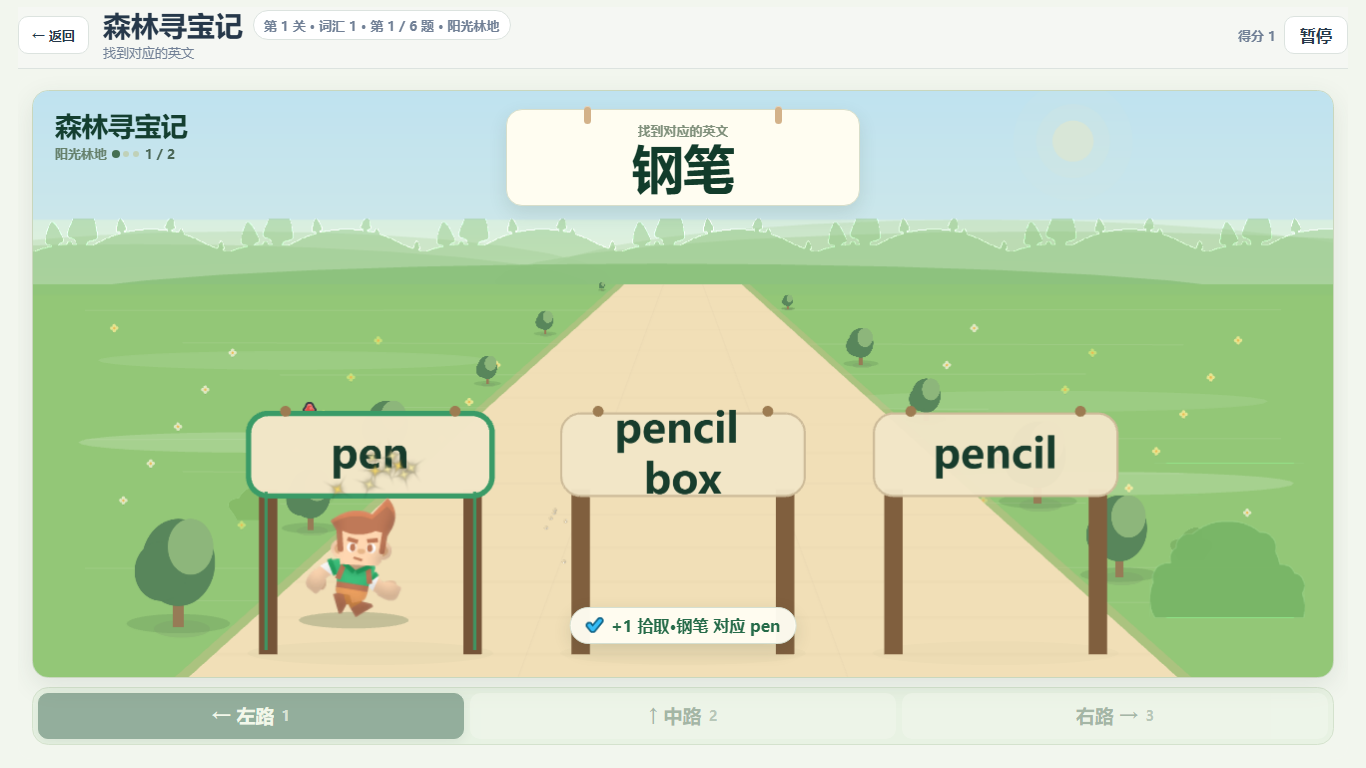 ← 返回
森林寻宝记
第 1 关 • 词汇 1 • 第 1 / 6 题 • 阳光林地
找到对应的英文
得分 1
暂停
森林寻宝记
阳光林地 1 / 2
找到对应的英文
钢笔
pen
pencil
box
pencil
+1 拾取•钢笔 对应 pen
← 左路 1
↑ 中路 2
右路 → 3